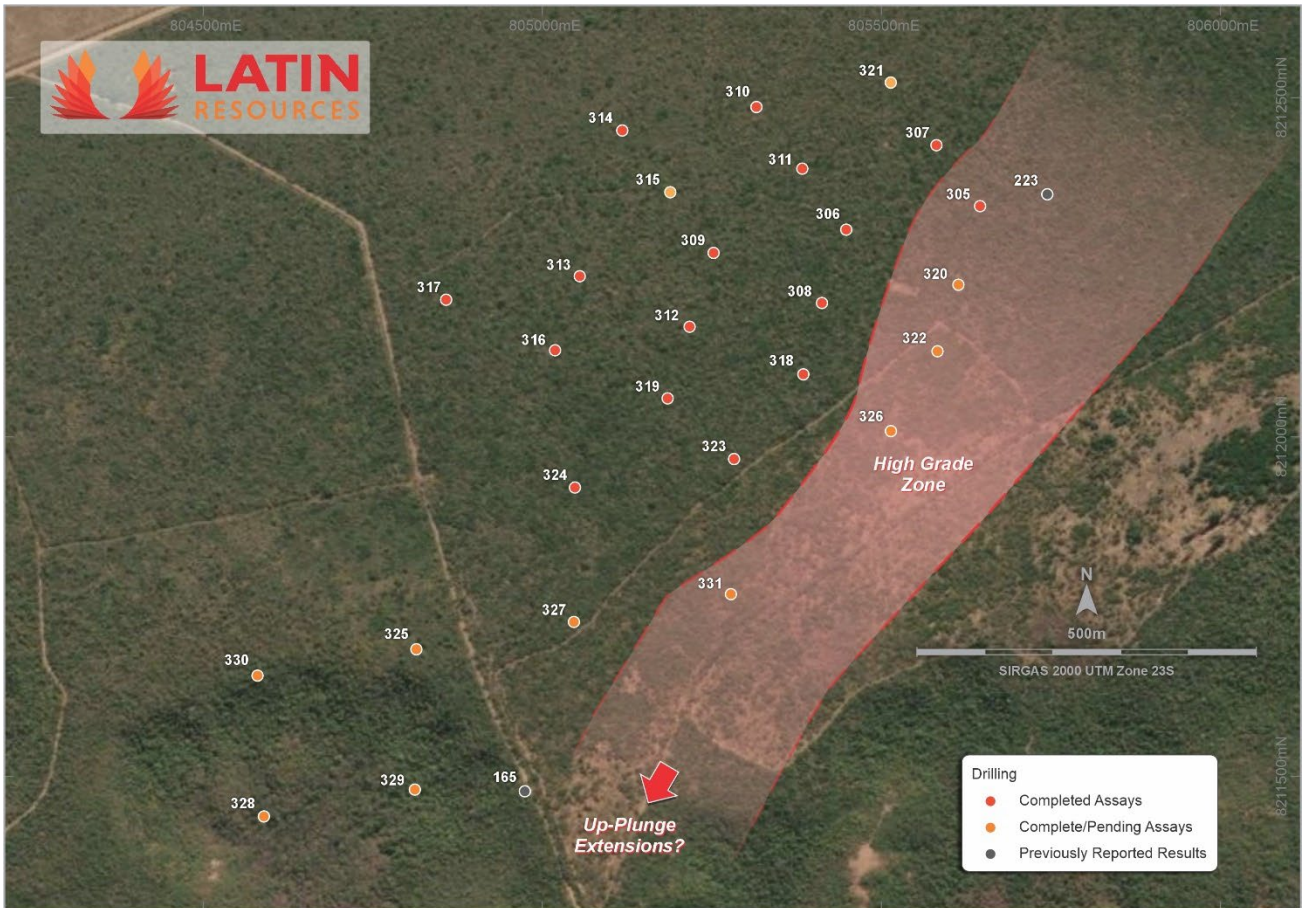 804500mE
805000mE
805500mE
806000mE
LATIN
RESOURCES
8212500mN
321
310
314
307
311
315
223
305
306
309
313
320
317
308
312
322
316
318
319
326
8212000mN
323
High Grade
Zone
324
331
N
327
500m
325
SIRGAS 2000 UTM Zone 23S
330
8211500mN
329
165
328
Up-Plunge
Extensions?
Drilling
Completed Assays
Complete/Pending Assays
Previously Reported Results